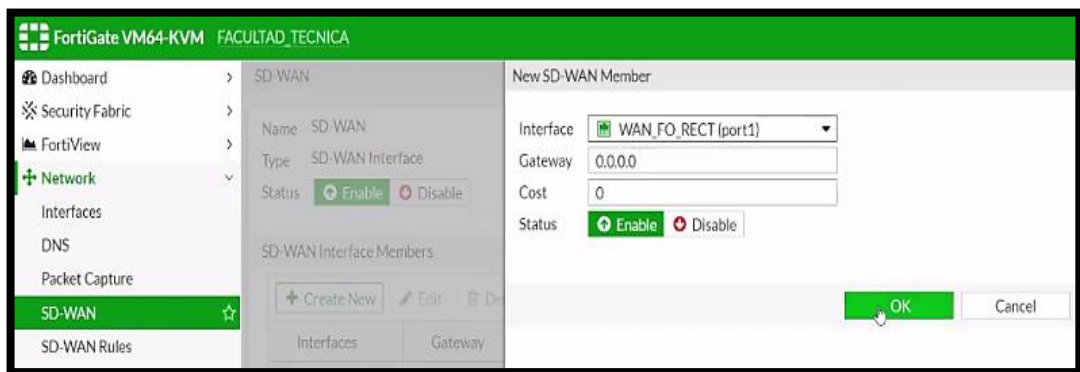 FortiGate VM64-KVM FACULTAD_TECNICA
Dashboard
Security Fabric
FortiView
Network
Interfaces
DNS
Packet Capture
SD-WAN
SD-WAN Rules
SD-WAN
Name SD-WAN
Type SD-WAN Interface
Status Enable Disable
SD-WAN Interface Members
+ Create New Edit De
Interfaces Gateway
New SD-WAN Member
Interface WAN_FO_RECT (port1)
Gateway 0.0.0.0
Cost 0
Status Enable Disable
OK Cancel